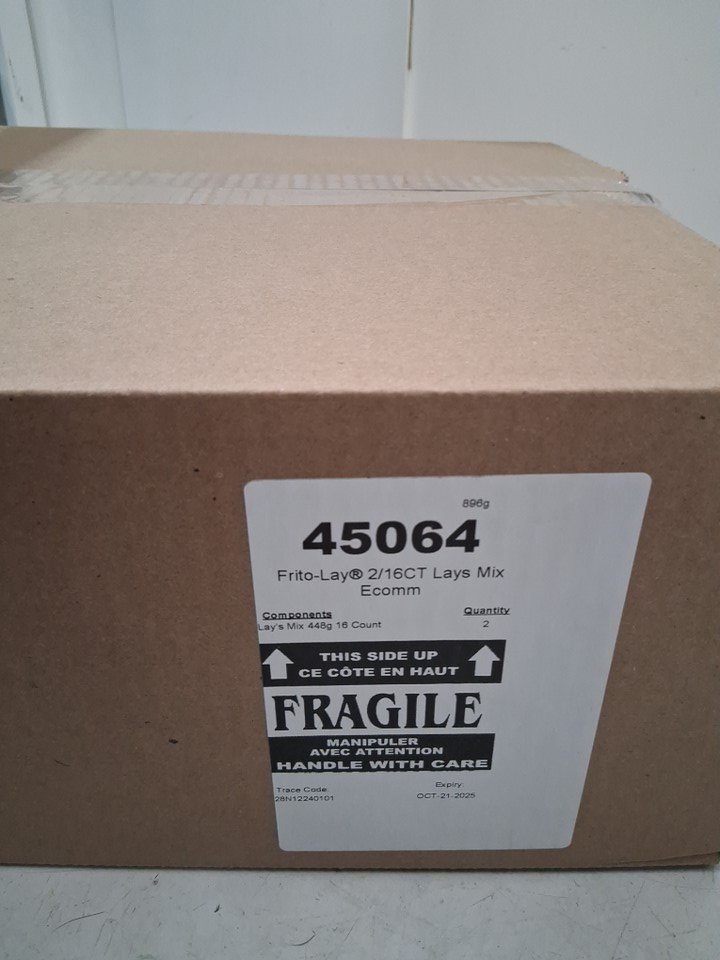 896g
45064
Frito-Lay® 2/16CT Lays Mix
Ecomm
Components Quantity
Lay's Mix 448g 16 Count 2
THIS SIDE UP
CE CÔTE EN HAUT
FRAGILE
MANIPULER
AVEC ATTENTION
HANDLE WITH CARE
Trace Code: Expiry:
28N12240101 OCT-21-2025